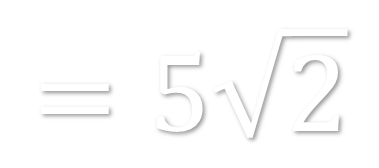 = 5√2